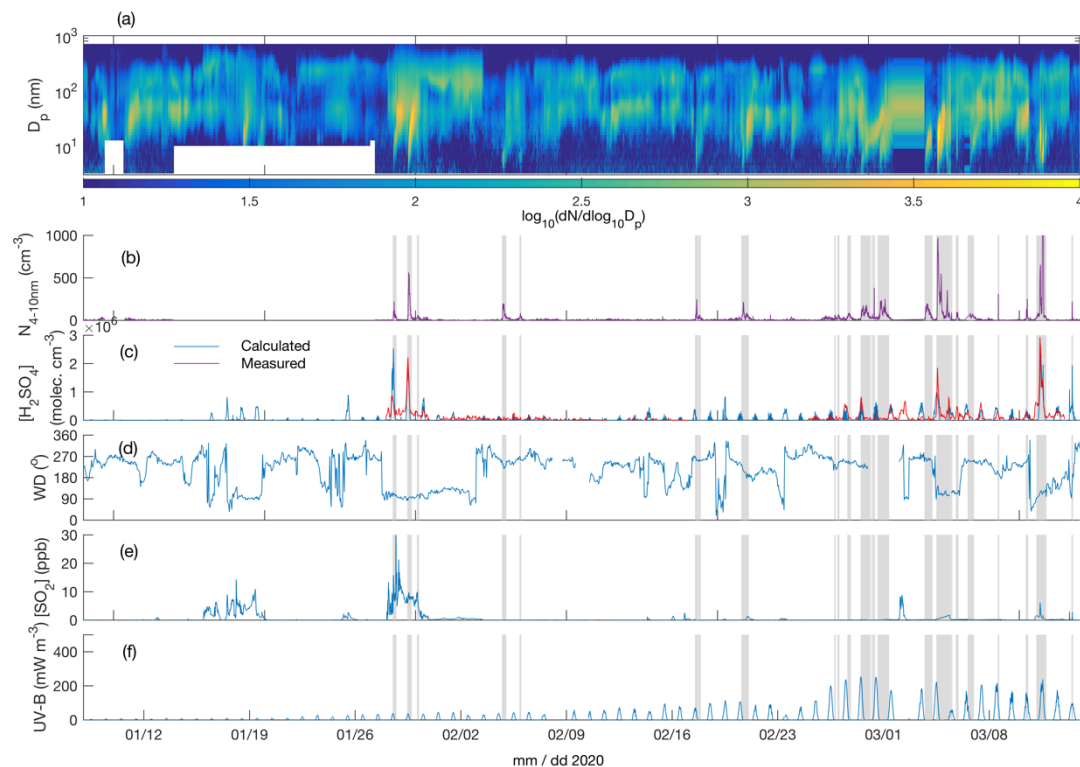 (a)
10³
10²
10¹
D_p (nm)
1 1.5 2 2.5 3 3.5 4
log₁₀(dN/dlog₁₀D_p)
(b)
1000
500
0
N₄₋₁₀ₙₘ (cm⁻³)
× 10⁶
(c)
Calculated
Measured
3
2
1
0
[H₂SO₄]
(molec. cm⁻³)
(d)
360
270
180
90
0
WD (⁰)
(e)
30
20
10
0
[SO₂] (ppb)
(f)
400
200
0
UV-B (mW m⁻³)
01/12 01/19 01/26 02/02 02/09 02/16 02/23 03/01 03/08
mm / dd 2020